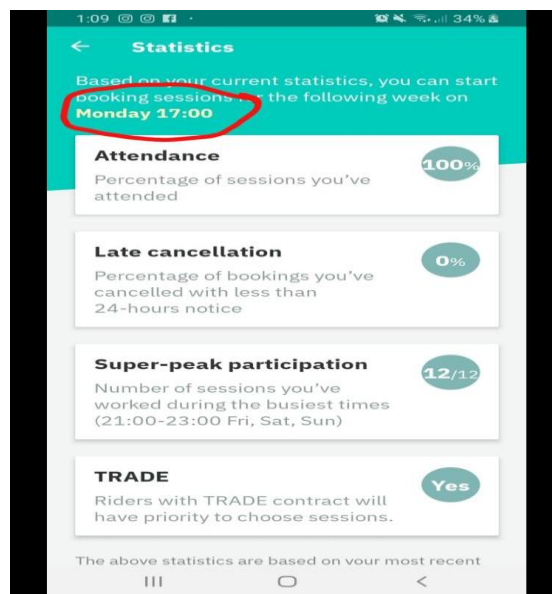 1:09
34%
Statistics
Based on your current statistics, you can start
booking sessions for the following week on
Monday 17:00
Attendance
100%
Percentage of sessions you've
attended
Late cancellation
0%
Percentage of bookings you've
cancelled with less than
24-hours notice
Super-peak participation
12/12
Number of sessions you've
worked during the busiest times
(21:00-23:00 Fri, Sat, Sun)
TRADE
Yes
Riders with TRADE contract will
have priority to choose sessions.
The above statistics are based on your most recent